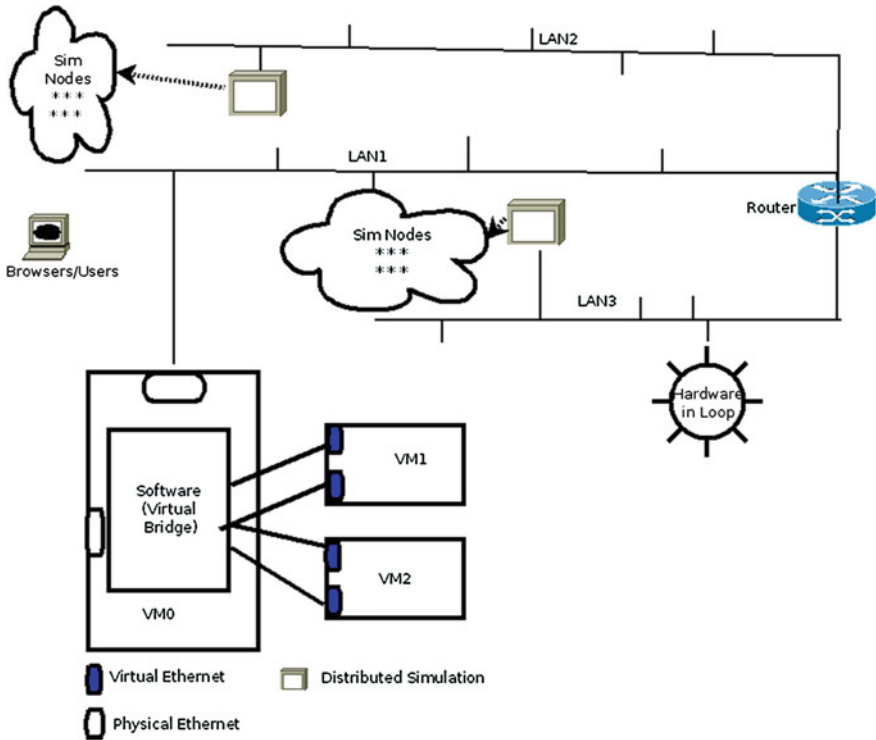 LAN2
Sim
Nodes
* * *
* * *
LAN1
Router
Sim Nodes
* * *
* * *
Browsers/Users
LAN3
Hardware
in Loop
VM1
Software
(Virtual
Bridge)
VM2
VM0
Virtual Ethernet
Distributed Simulation
Physical Ethernet